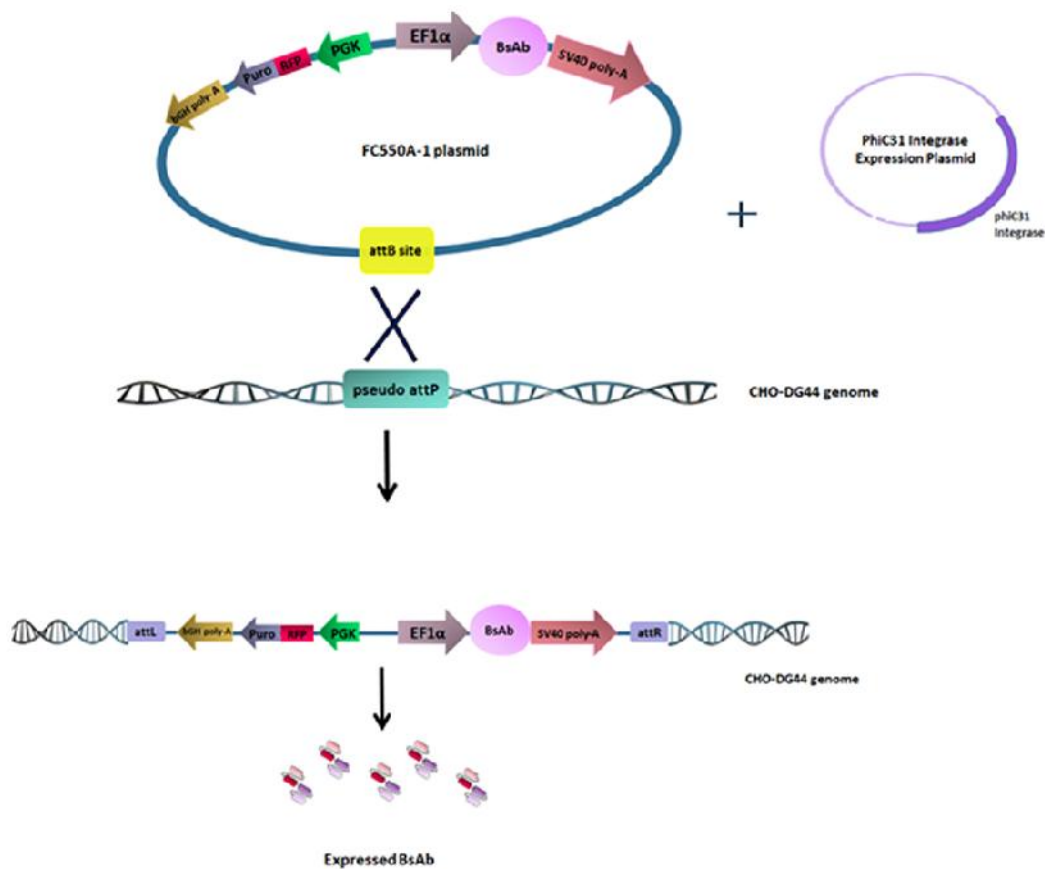 EF1α
BsAb
SV40 poly-A
PGK
RFP
Puro
bGH poly-A
FC550A-1 plasmid
attB site
PhiC31 Integrase
Expression Plasmid
+
phiC31
Integrase
pseudo attP
CHO-DG44 genome
attL
bGH poly-A
Puro
RFP
PGK
EF1α
BsAb
SV40 poly-A
attR
CHO-DG44 genome
Expressed BsAb